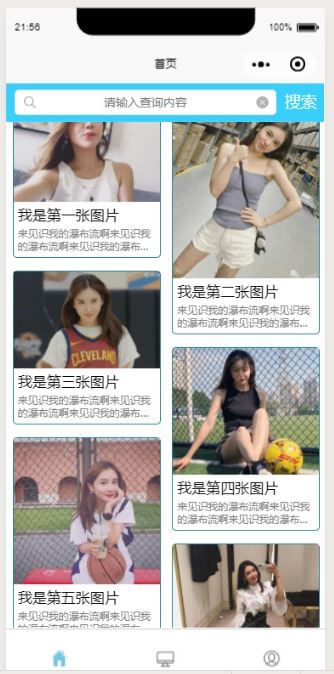 21:56
100%
首页
请输入查询内容
搜索
我是第一张图片
来见识我的瀑布流啊来见识我
的瀑布流啊来见识我的瀑布...
我是第二张图片
来见识我的瀑布流啊来见识我
的瀑布流啊来见识我的瀑布...
CLEVELAND
我是第三张图片
来见识我的瀑布流啊来见识我
的瀑布流啊来见识我的瀑布...
我是第四张图片
来见识我的瀑布流啊来见识我
的瀑布流啊来见识我的瀑布...
我是第五张图片
来见识我的瀑布流啊来见识我
的瀑布流啊来见识我的瀑布...